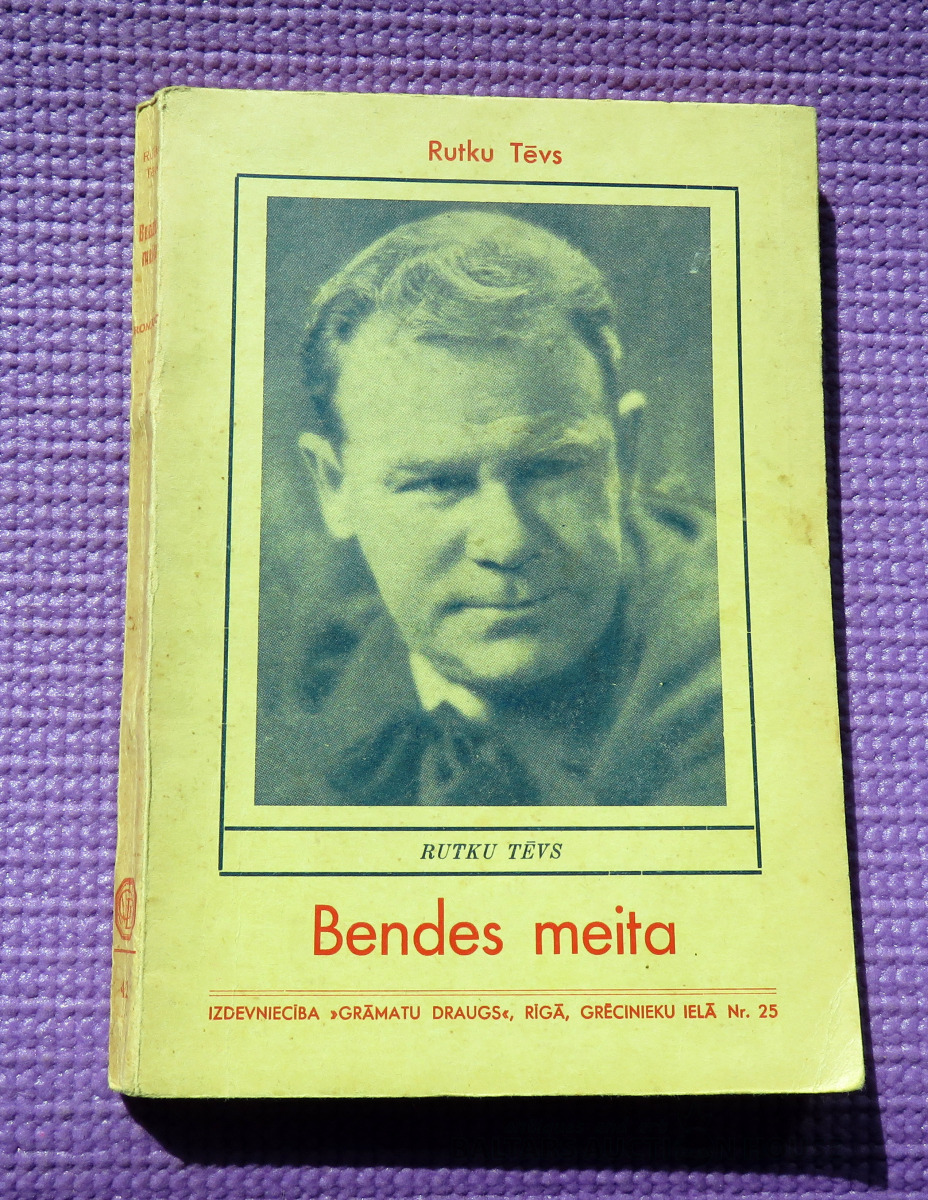 Rutku Tēvs
RUTKU TĒVS
Bendes meita
IZDEVNIECĪBA »GRĀMATU DRAUGS«, RĪGĀ, GRĒCINIEKU IELĀ Nr. 25